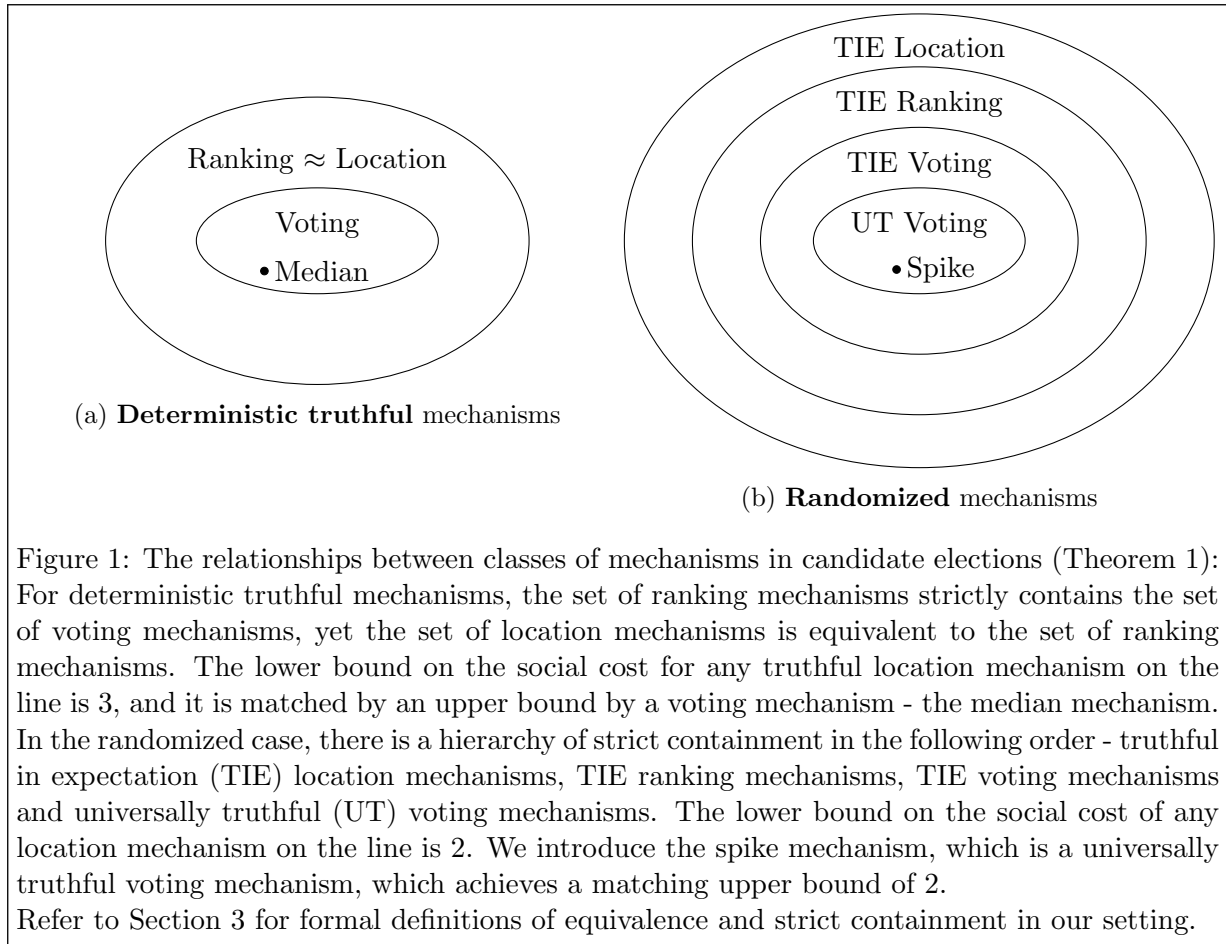 Ranking ≈ Location
Voting
Median
(a) Deterministic truthful mechanisms
TIE Location
TIE Ranking
TIE Voting
UT Voting
Spike
(b) Randomized mechanisms
Figure 1: The relationships between classes of mechanisms in candidate elections (Theorem 1):
For deterministic truthful mechanisms, the set of ranking mechanisms strictly contains the set
of voting mechanisms, yet the set of location mechanisms is equivalent to the set of ranking
mechanisms. The lower bound on the social cost for any truthful location mechanism on the
line is 3, and it is matched by an upper bound by a voting mechanism - the median mechanism.
In the randomized case, there is a hierarchy of strict containment in the following order - truthful
in expectation (TIE) location mechanisms, TIE ranking mechanisms, TIE voting mechanisms
and universally truthful (UT) voting mechanisms. The lower bound on the social cost of any
location mechanism on the line is 2. We introduce the spike mechanism, which is a universally
truthful voting mechanism, which achieves a matching upper bound of 2.
Refer to Section 3 for formal definitions of equivalence and strict containment in our setting.